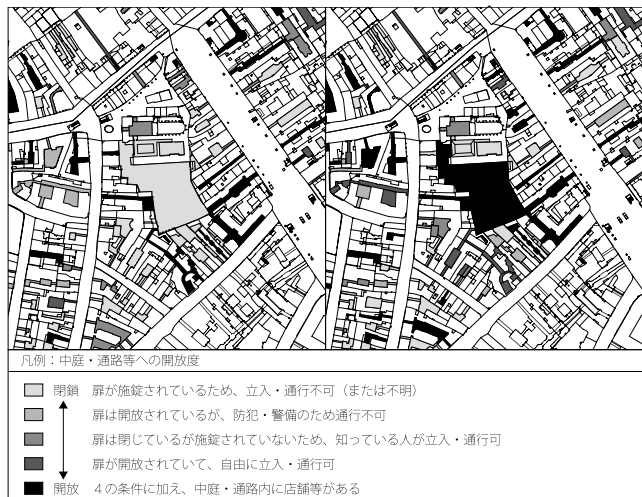 凡例：中庭・通路等への開放度
閉鎖 扉が施錠されているため、立入・通行不可（または不明）
扉は開放されているが、防犯・警備のため通行不可
扉は閉じているが施錠されていないため、知っている人が立入・通行可
扉が開放されていて、自由に立入・通行可
開放 ４の条件に加え、中庭・通路内に店舗等がある